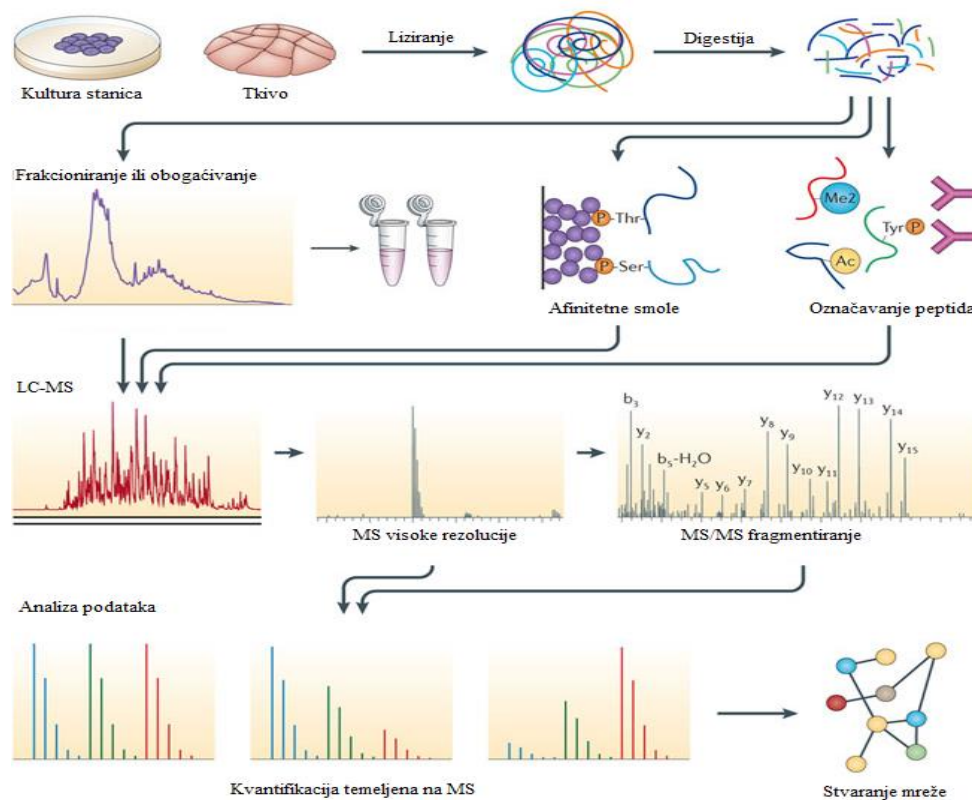 Kultura stanica
Tkivo
Liziranje
Digestija
Frakcioniranje ili obogaćivanje
P-Thr
P-Ser
Afinitetne smole
Me2
Tyr P
Ac
Označavanje peptida
LC-MS
MS visoke rezolucije
b₃
y₂
b₅-H₂O
y₅
y₆
y₇
y₈
y₉
y₁₀
y₁₁
y₁₂
y₁₃
y₁₄
y₁₅
MS/MS fragmentiranje
Analiza podataka
Kvantifikacija temeljena na MS
Stvaranje mreže